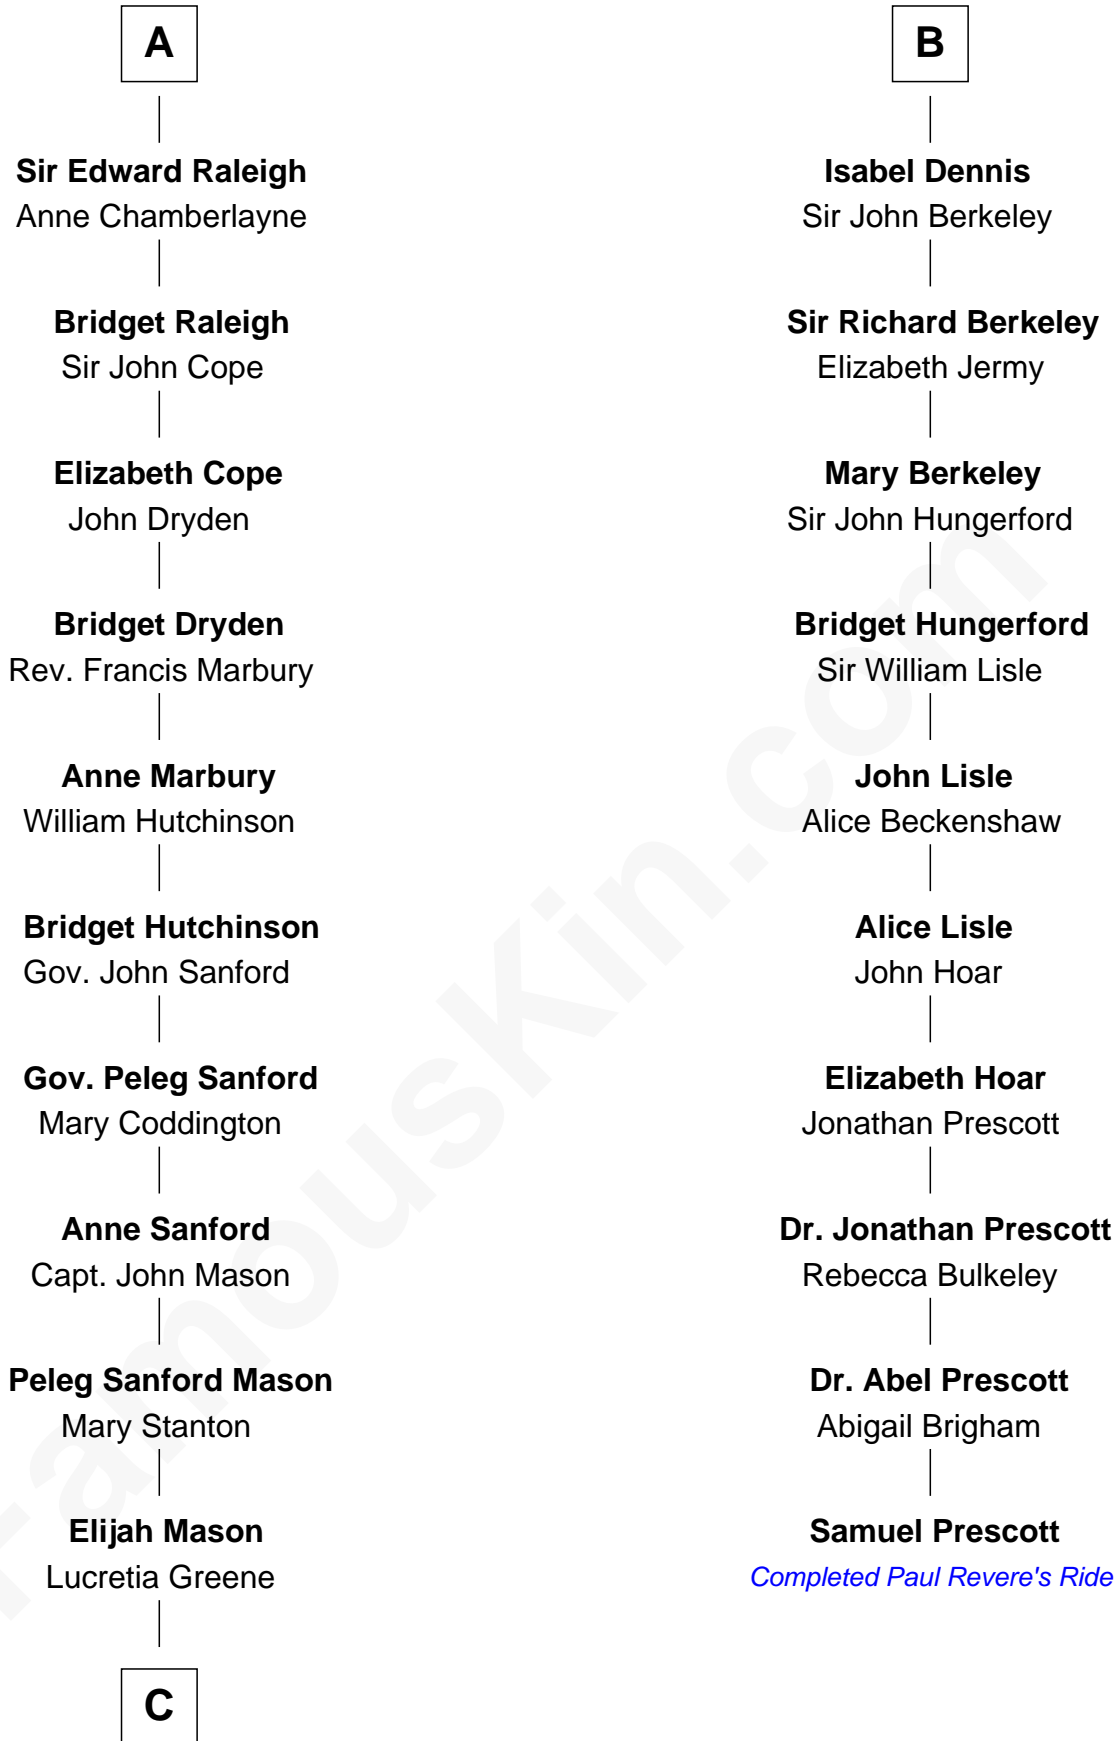 A
Sir Edward Raleigh
Anne Chamberlayne
Bridget Raleigh
Sir John Cope
Elizabeth Cope
John Dryden
Bridget Dryden
Rev. Francis Marbury
Anne Marbury
William Hutchinson
Bridget Hutchinson
Gov. John Sanford
Gov. Peleg Sanford
Mary Coddington
Anne Sanford
Capt. John Mason
Peleg Sanford Mason
Mary Stanton
Elijah Mason
Lucretia Greene
C
B
Isabel Dennis
Sir John Berkeley
Sir Richard Berkeley
Elizabeth Jermy
Mary Berkeley
Sir John Hungerford
Bridget Hungerford
Sir William Lisle
John Lisle
Alice Beckenshaw
Alice Lisle
John Hoar
Elizabeth Hoar
Jonathan Prescott
Dr. Jonathan Prescott
Rebecca Bulkeley
Dr. Abel Prescott
Abigail Brigham
Samuel Prescott
Completed Paul Revere's Ride
FamousKin.com